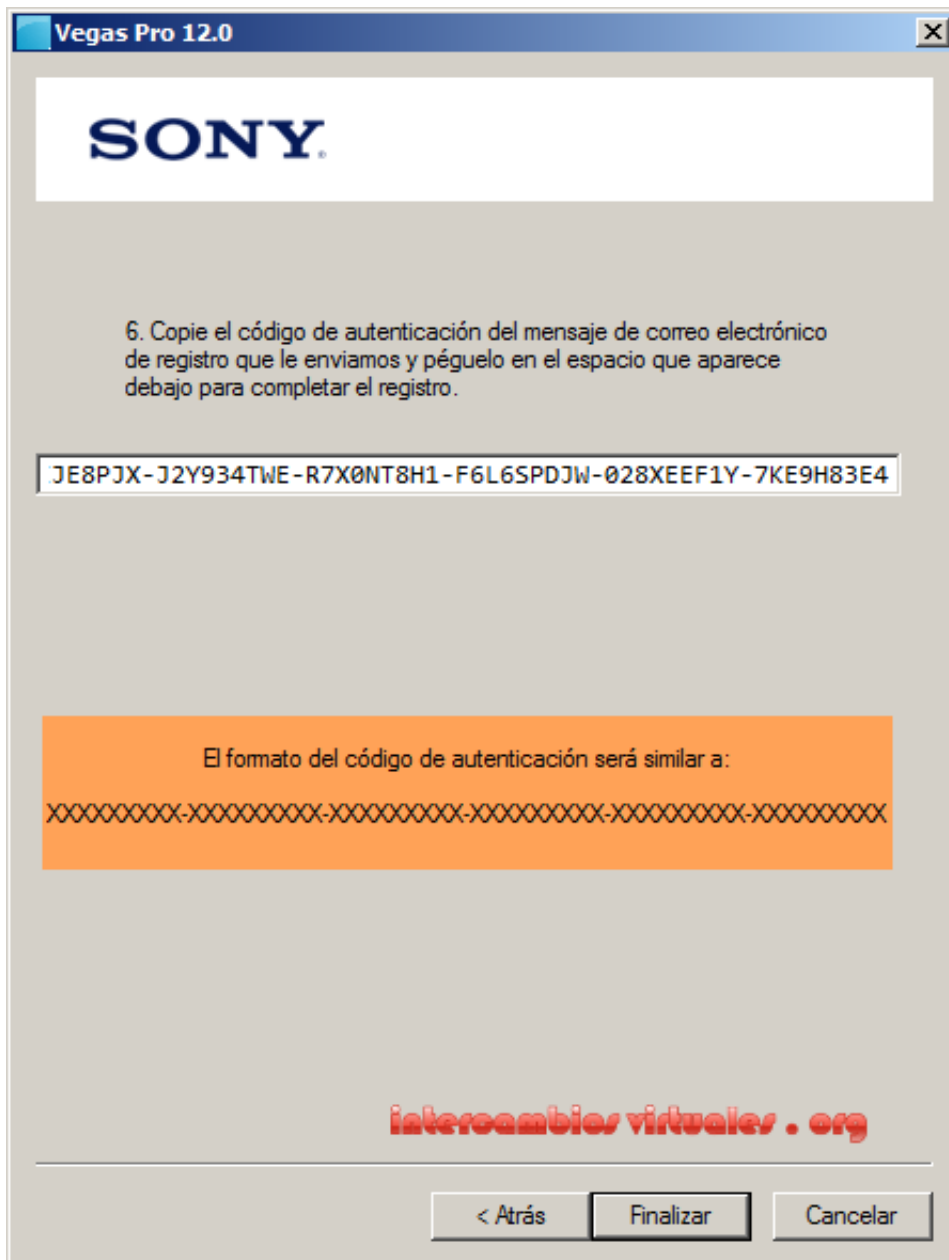 Vegas Pro 12.0
SONY
6. Copie el código de autenticación del mensaje de correo electrónico
de registro que le enviamos y péguelo en el espacio que aparece
debajo para completar el registro.
JE8PJX-J2Y934TWE-R7X0NT8H1-F6L6SPDJW-028XEEF1Y-7KE9H83E4
El formato del código de autenticación será similar a:
XXXXXXXXX-XXXXXXXXX-XXXXXXXXX-XXXXXXXXX-XXXXXXXXX-XXXXXXXXX
intercambios virtuales . org
< Atrás
Finalizar
Cancelar